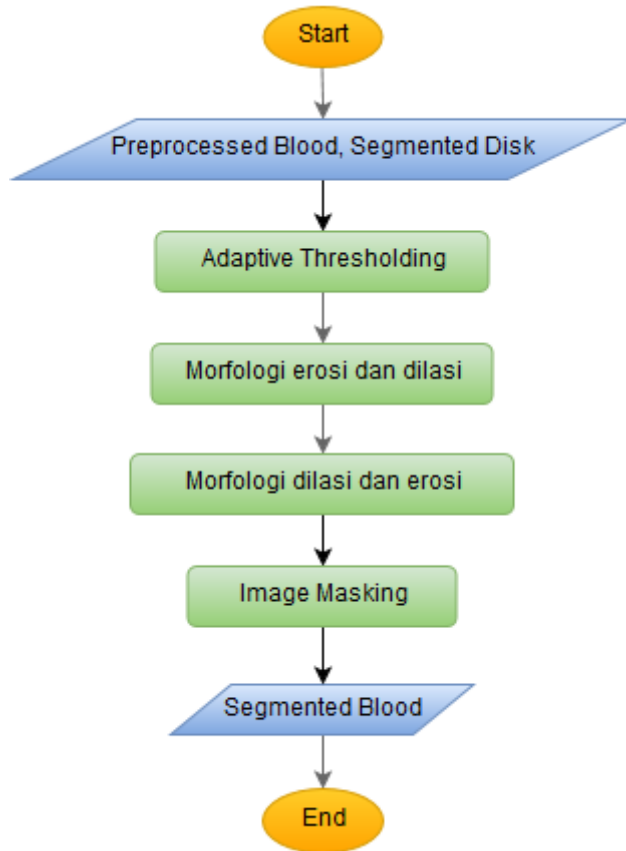 Start
Preprocessed Blood, Segmented Disk
Adaptive Thresholding
Morfologi erosi dan dilasi
Morfologi dilasi dan erosi
Image Masking
Segmented Blood
End